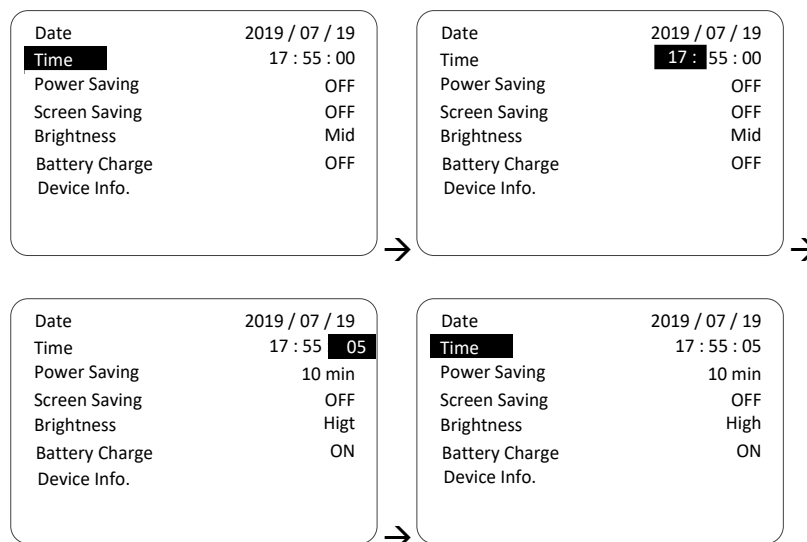 Date 2019 / 07 / 19
Time 17 : 55 : 00
Power Saving OFF
Screen Saving OFF
Brightness Mid
Battery Charge OFF
Device Info.
Date 2019 / 07 / 19
Time 17 : 55 : 00
Power Saving OFF
Screen Saving OFF
Brightness Mid
Battery Charge OFF
Device Info.
Date 2019 / 07 / 19
Time 17 : 55 05
Power Saving 10 min
Screen Saving OFF
Brightness Higt
Battery Charge ON
Device Info.
Date 2019 / 07 / 19
Time 17 : 55 : 05
Power Saving 10 min
Screen Saving OFF
Brightness High
Battery Charge ON
Device Info.